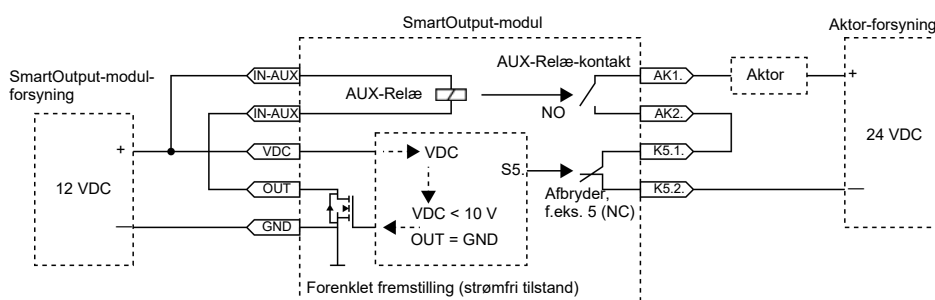 SmartOutput-modul
Aktor-forsyning
SmartOutput-modul-
forsyning
IN-AUX
AUX-Relæ
AUX-Relæ-kontakt
NO
AK1.
Aktor
+
IN-AUX
AK2.
+
12 VDC
VDC
VDC
S5.
K5.1.
24 VDC
OUT
VDC < 10 V
OUT = GND
Afbryder,
f.eks. 5 (NC)
K5.2.
—
—
GND
Forenklet fremstilling (strømfri tilstand)